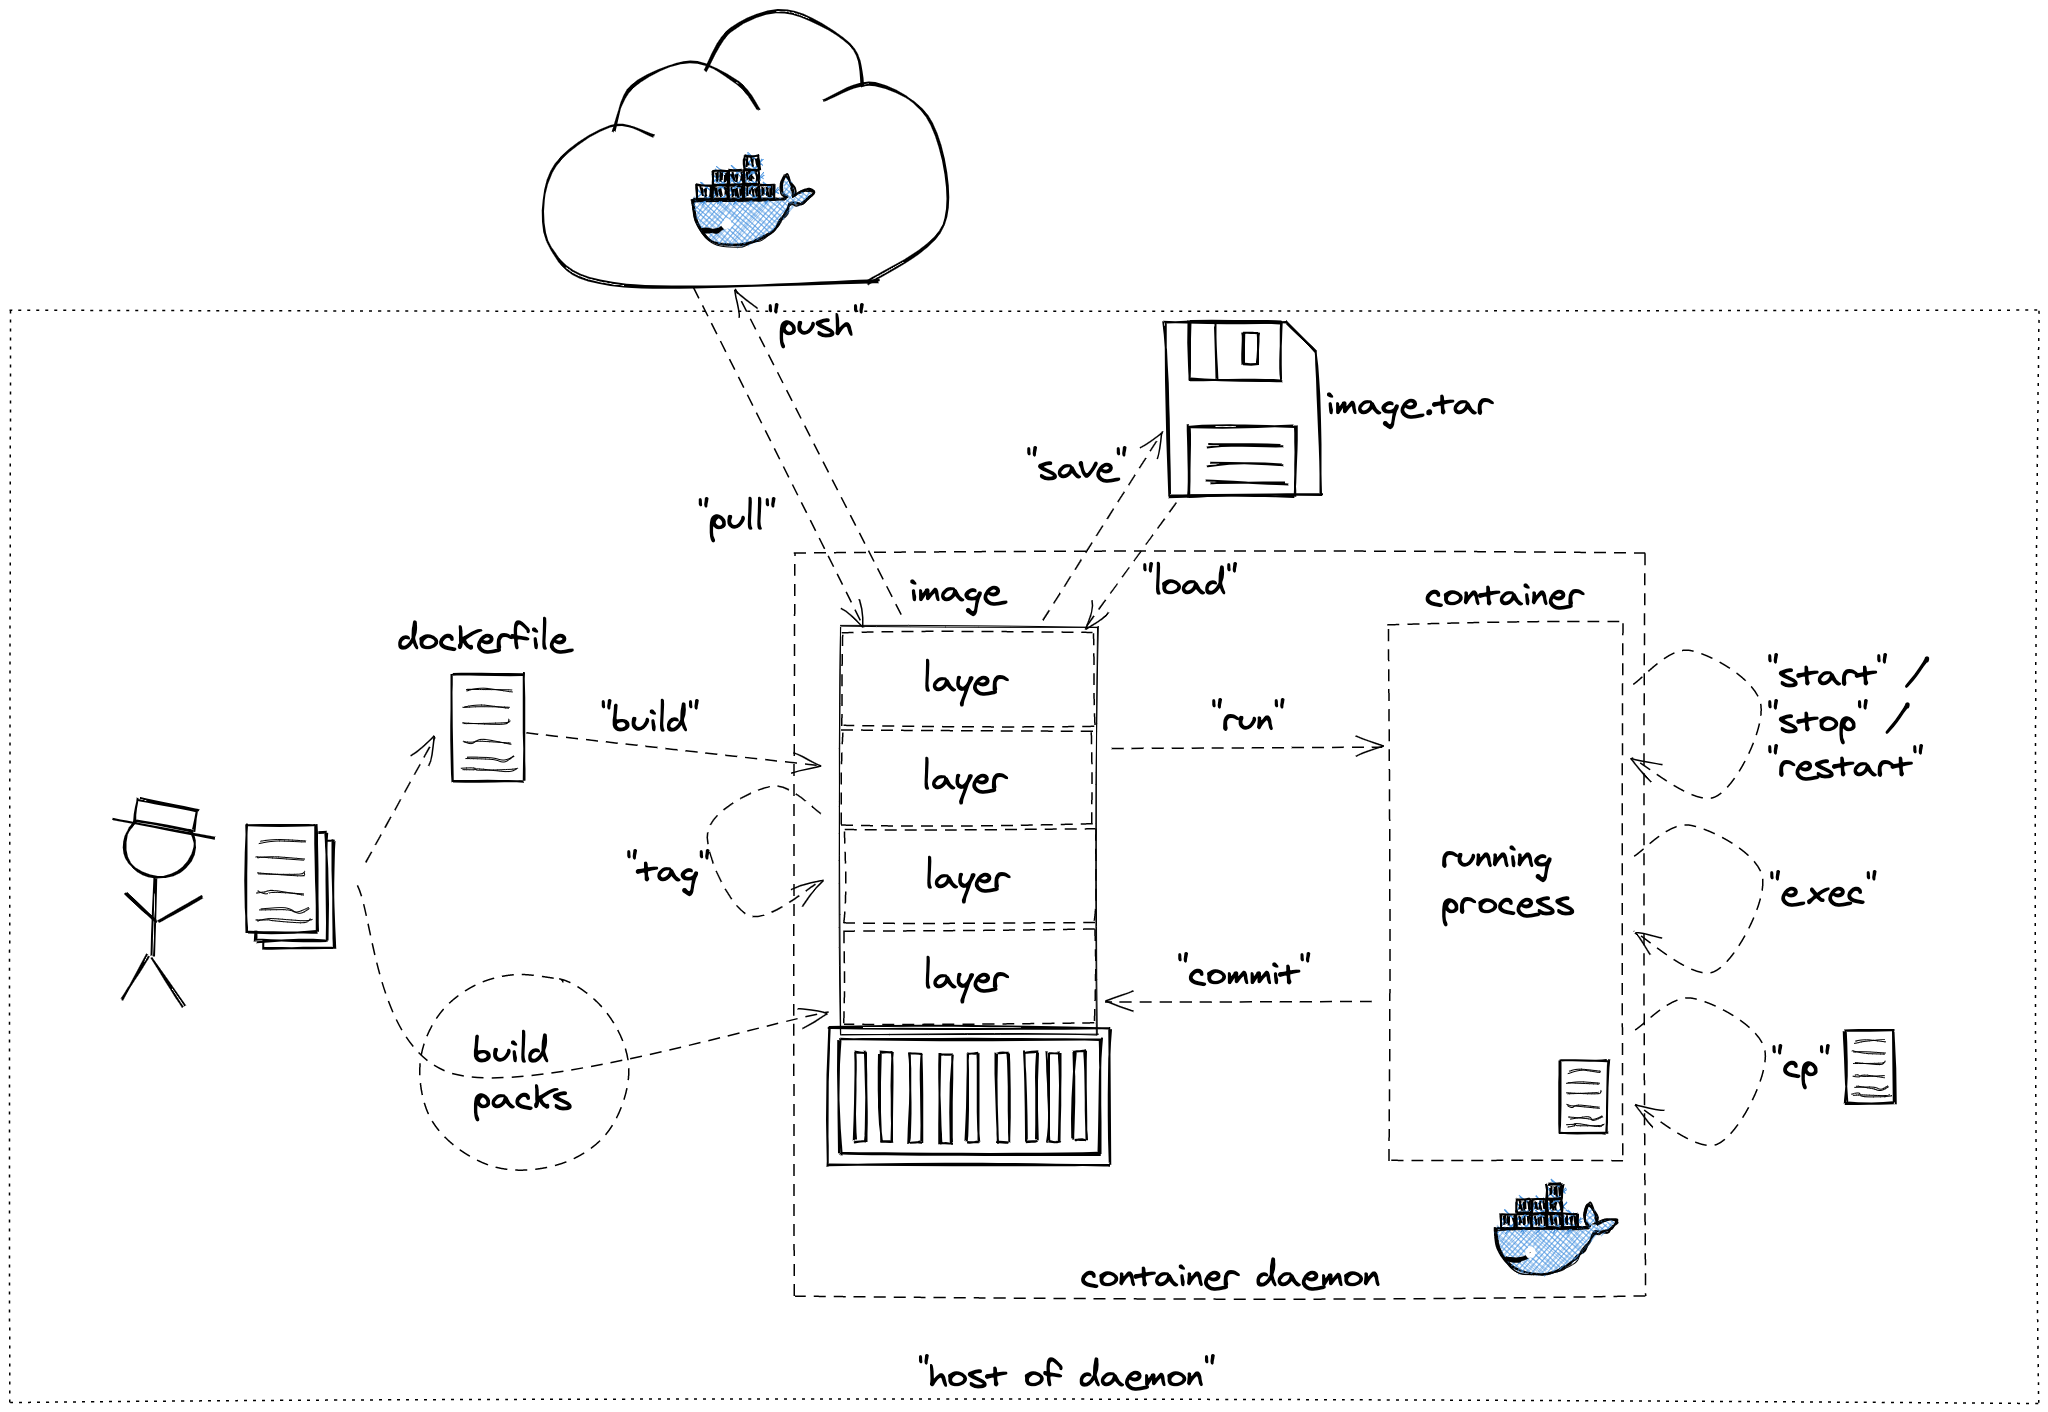 "push"
image.tar
"save"
"pull"
"load"
image
container
dockerfile
layer
"build"
"run"
"start" /
"stop" /
"restart"
layer
"tag"
layer
running
process
"exec"
layer
"commit"
build
packs
"cp"
container daemon
"host of daemon"